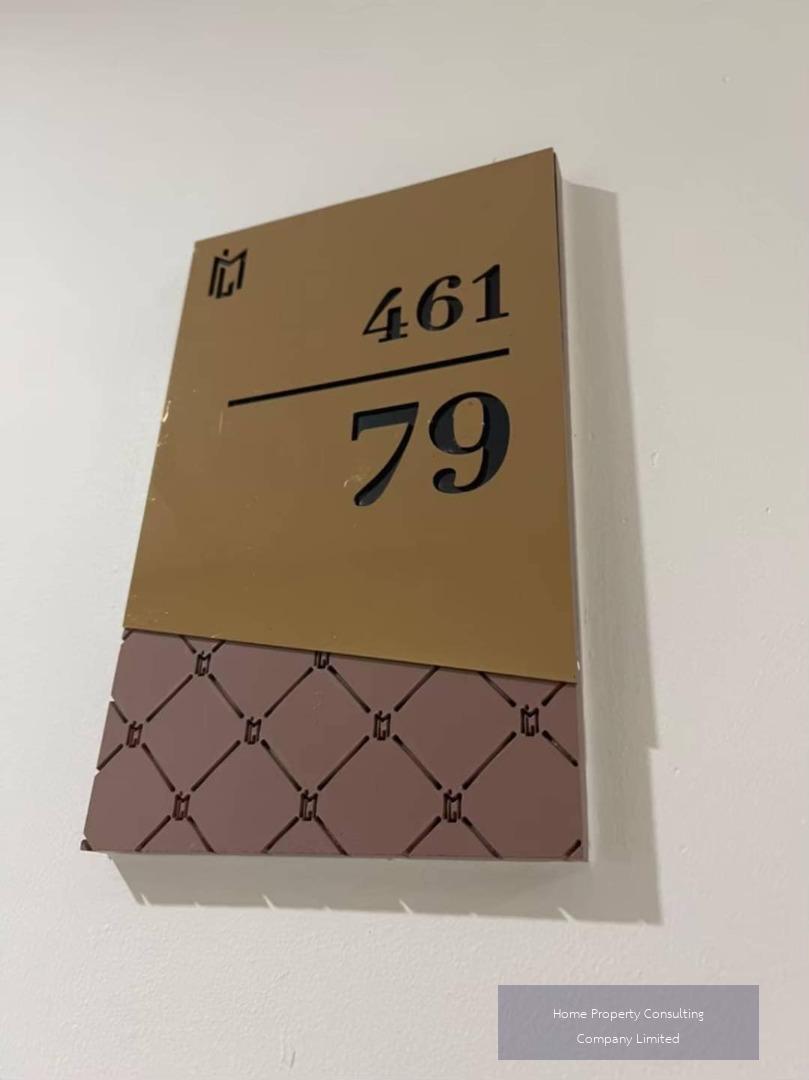 461
79
Home Property Consulting
Company Limited